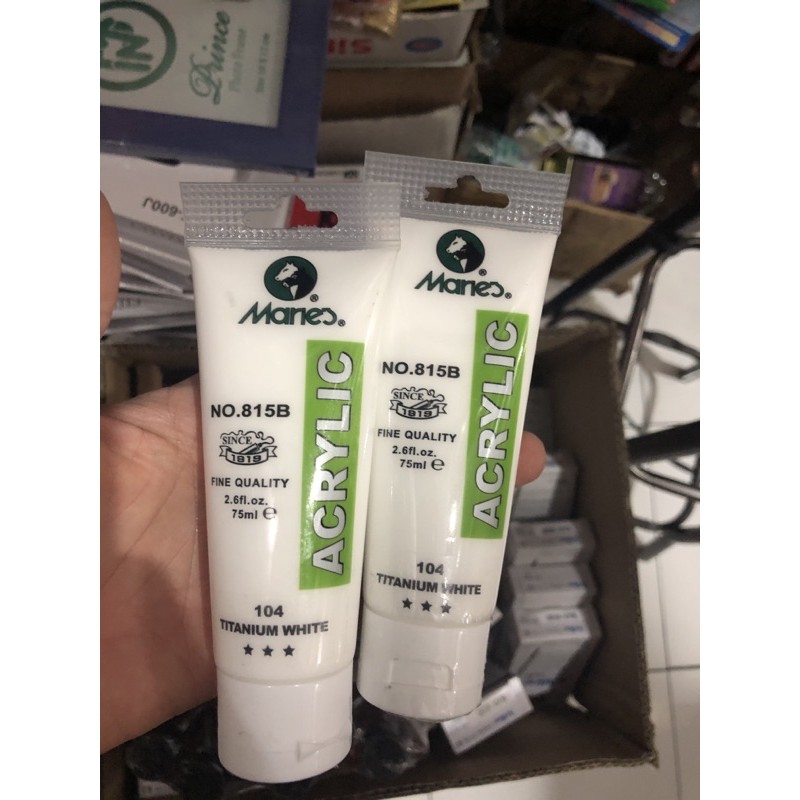 Prince
600J
Maries®
NO.815B
SINCE
1919
FINE QUALITY
2.6fl.oz.
75ml e
ACRYLIC
104
TITANIUM WHITE
Maries®
NO.815B
SINCE
1919
FINE QUALITY
2.6fl.oz.
75ml e
ACRYLIC
104
TITANIUM WHITE